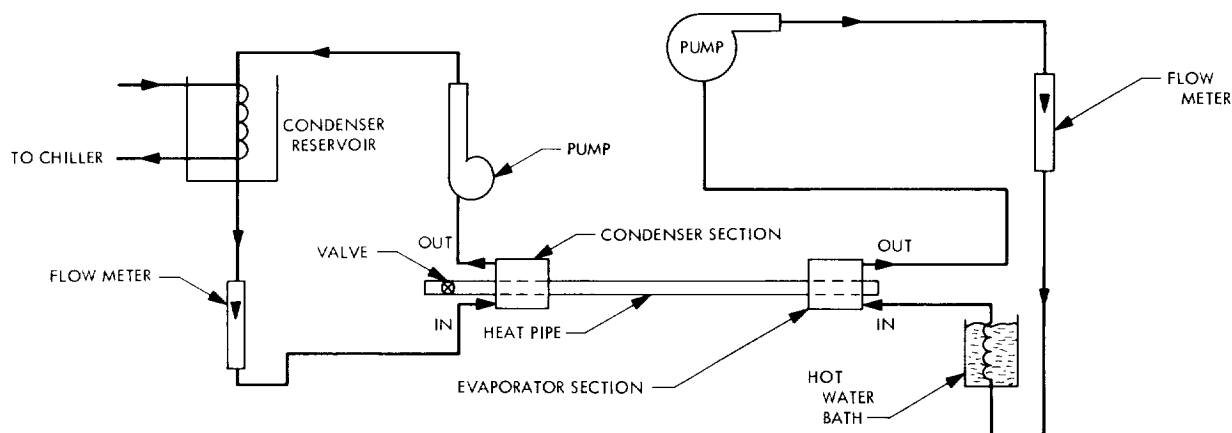 PUMP
FLOW
METER
CONDENSER
RESERVOIR
TO CHILLER
PUMP
OUT
CONDENSER SECTION
OUT
VALVE
FLOW METER
IN
HEAT PIPE
IN
EVAPORATOR SECTION
HOT
WATER
BATH